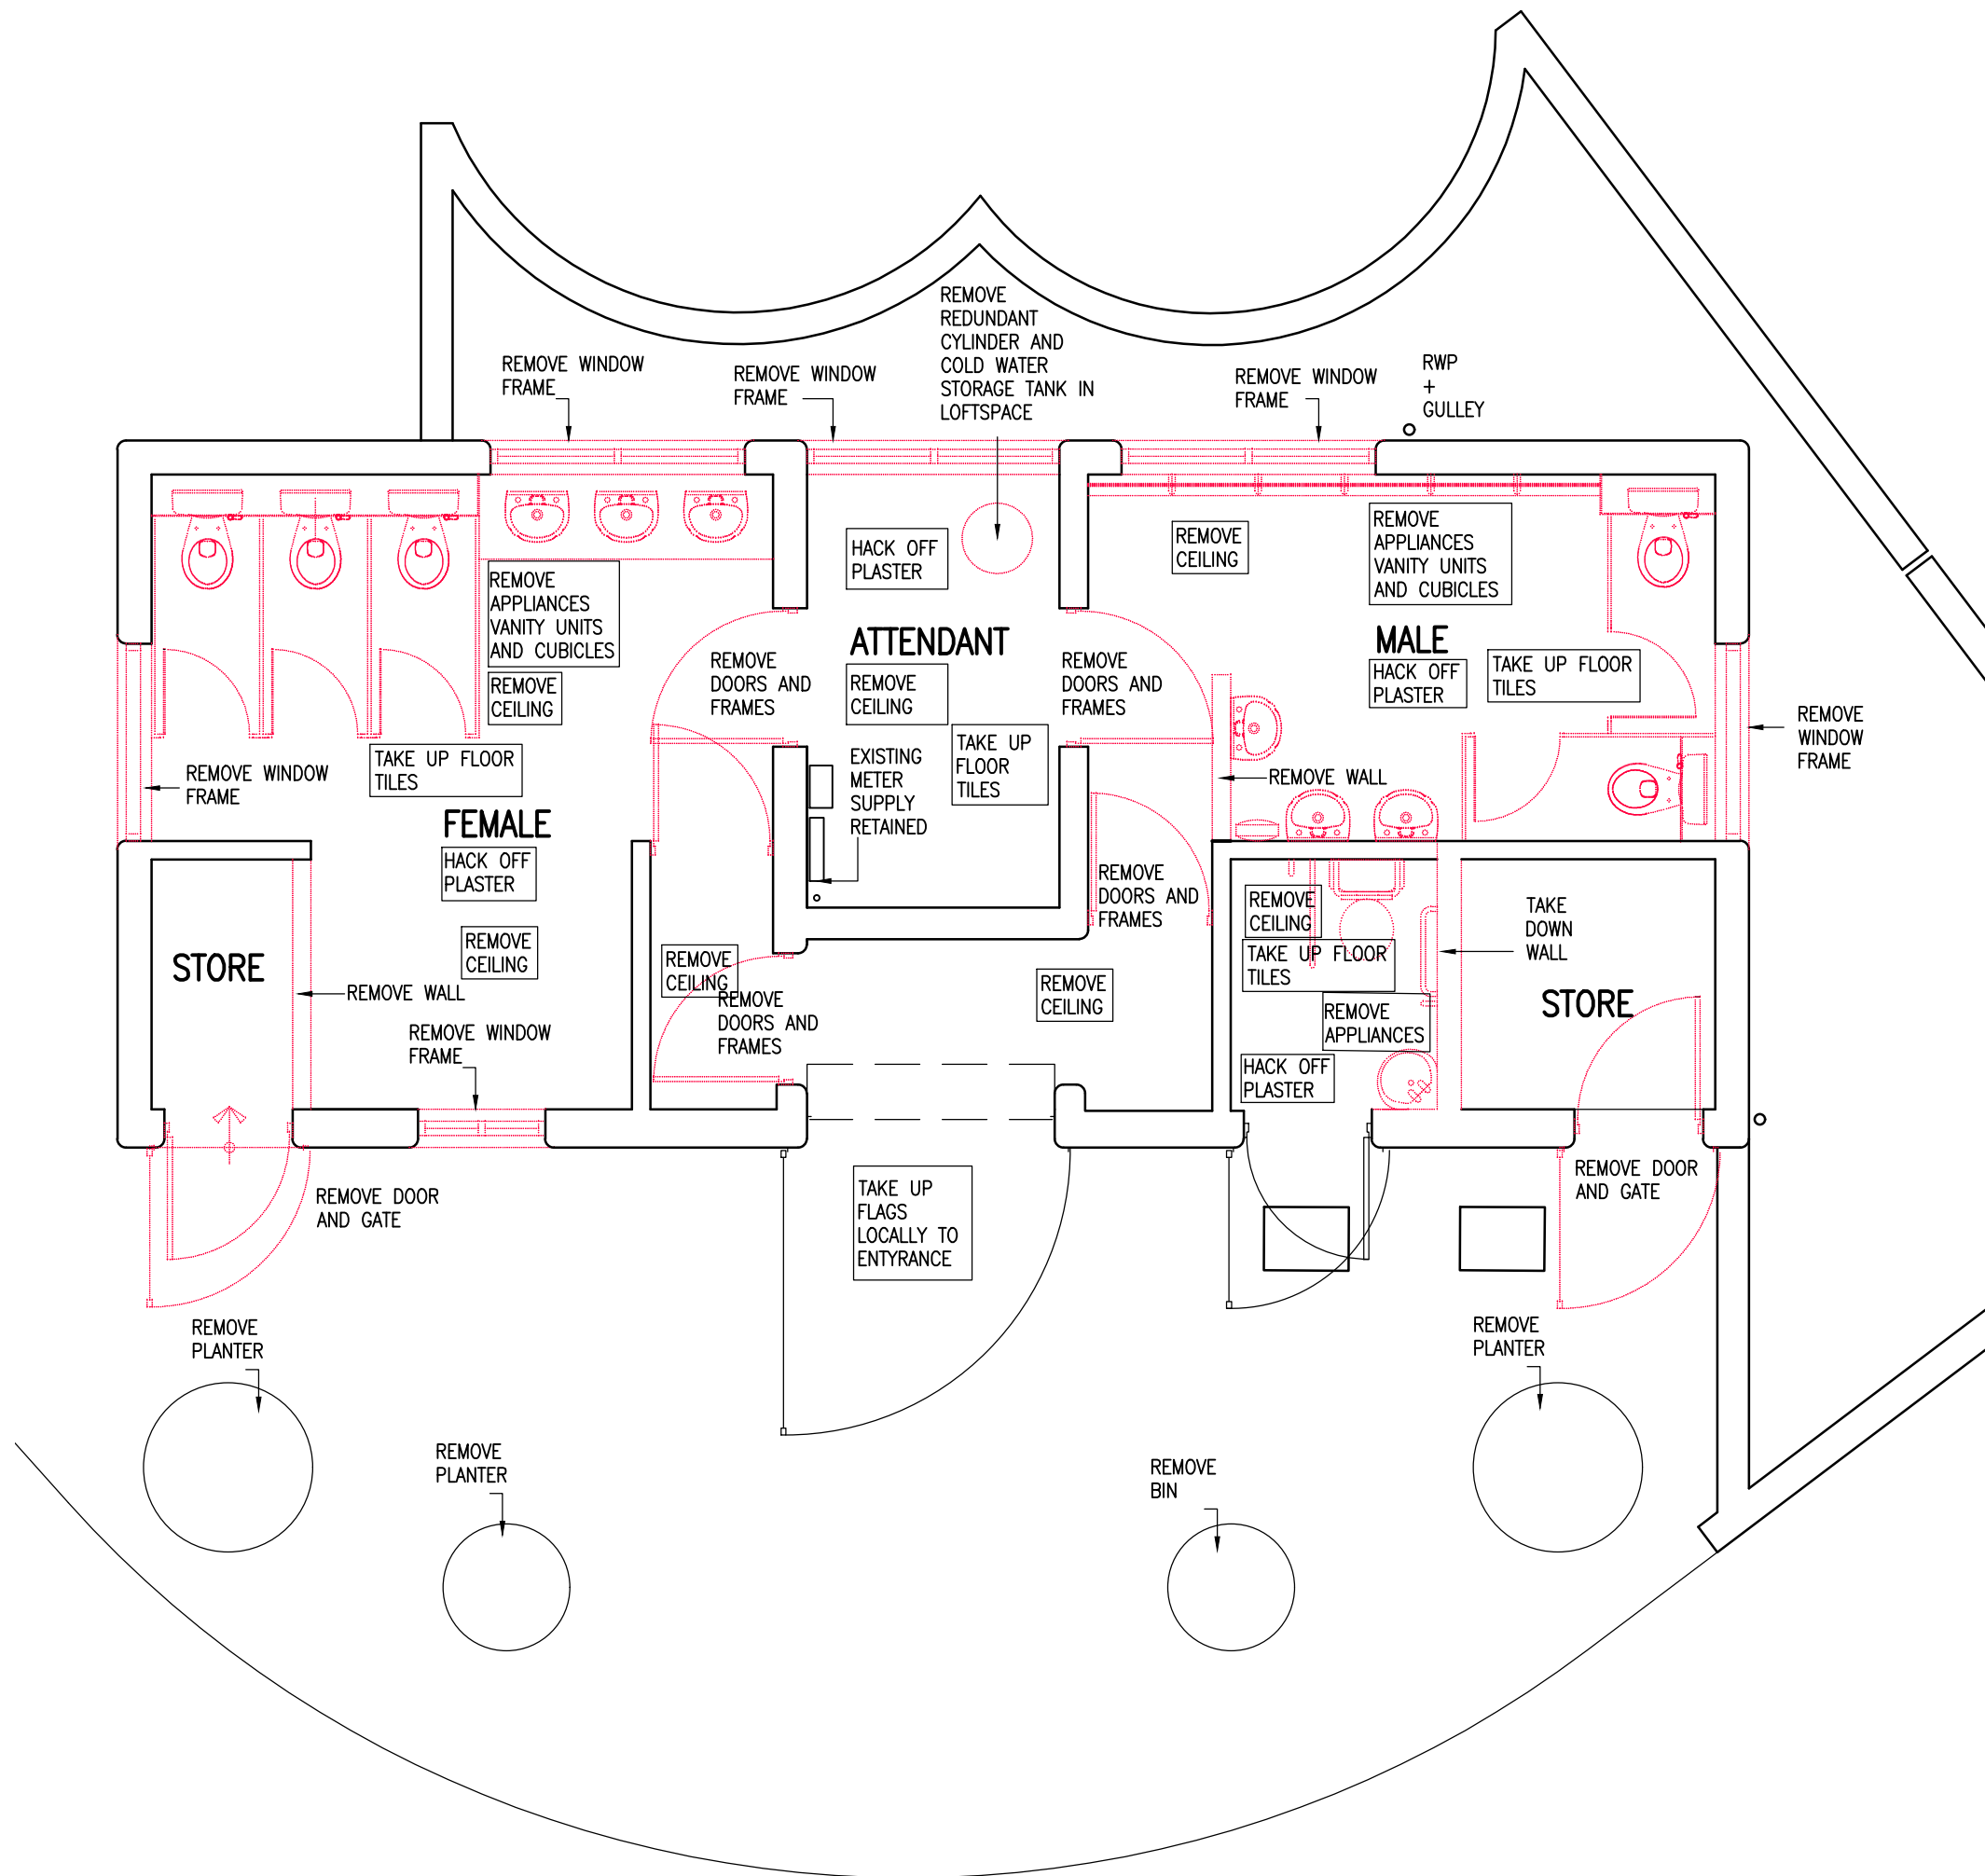 REMOVE
REDUNDANT
CYLINDER AND
COLD WATER
STORAGE TANK IN
LOFTSPACE
REMOVE WINDOW
FRAME
REMOVE WINDOW
FRAME
REMOVE WINDOW
FRAME
RWP
+
GULLEY
HACK OFF
PLASTER
REMOVE
CEILING
REMOVE
APPLIANCES
VANITY UNITS
AND CUBICLES
REMOVE
APPLIANCES
VANITY UNITS
AND CUBICLES
ATTENDANT
MALE
REMOVE
CEILING
REMOVE
DOORS AND
FRAMES
REMOVE
CEILING
REMOVE
DOORS AND
FRAMES
HACK OFF
PLASTER
TAKE UP FLOOR
TILES
REMOVE
WINDOW
FRAME
TAKE UP FLOOR
TILES
REMOVE WINDOW
FRAME
EXISTING
METER
SUPPLY
RETAINED
TAKE UP
FLOOR
TILES
REMOVE WALL
FEMALE
HACK OFF
PLASTER
REMOVE
DOORS AND
FRAMES
REMOVE
CEILING
TAKE UP FLOOR
TILES
TAKE
DOWN
WALL
STORE
REMOVE
CEILING
REMOVE
CEILING
REMOVE WALL
REMOVE
DOORS AND
FRAMES
REMOVE
CEILING
REMOVE
APPLIANCES
STORE
REMOVE WINDOW
FRAME
HACK OFF
PLASTER
REMOVE DOOR
AND GATE
TAKE UP
FLAGS
LOCALLY TO
ENTYRANCE
REMOVE DOOR
AND GATE
REMOVE
PLANTER
REMOVE
PLANTER
REMOVE
PLANTER
REMOVE
BIN